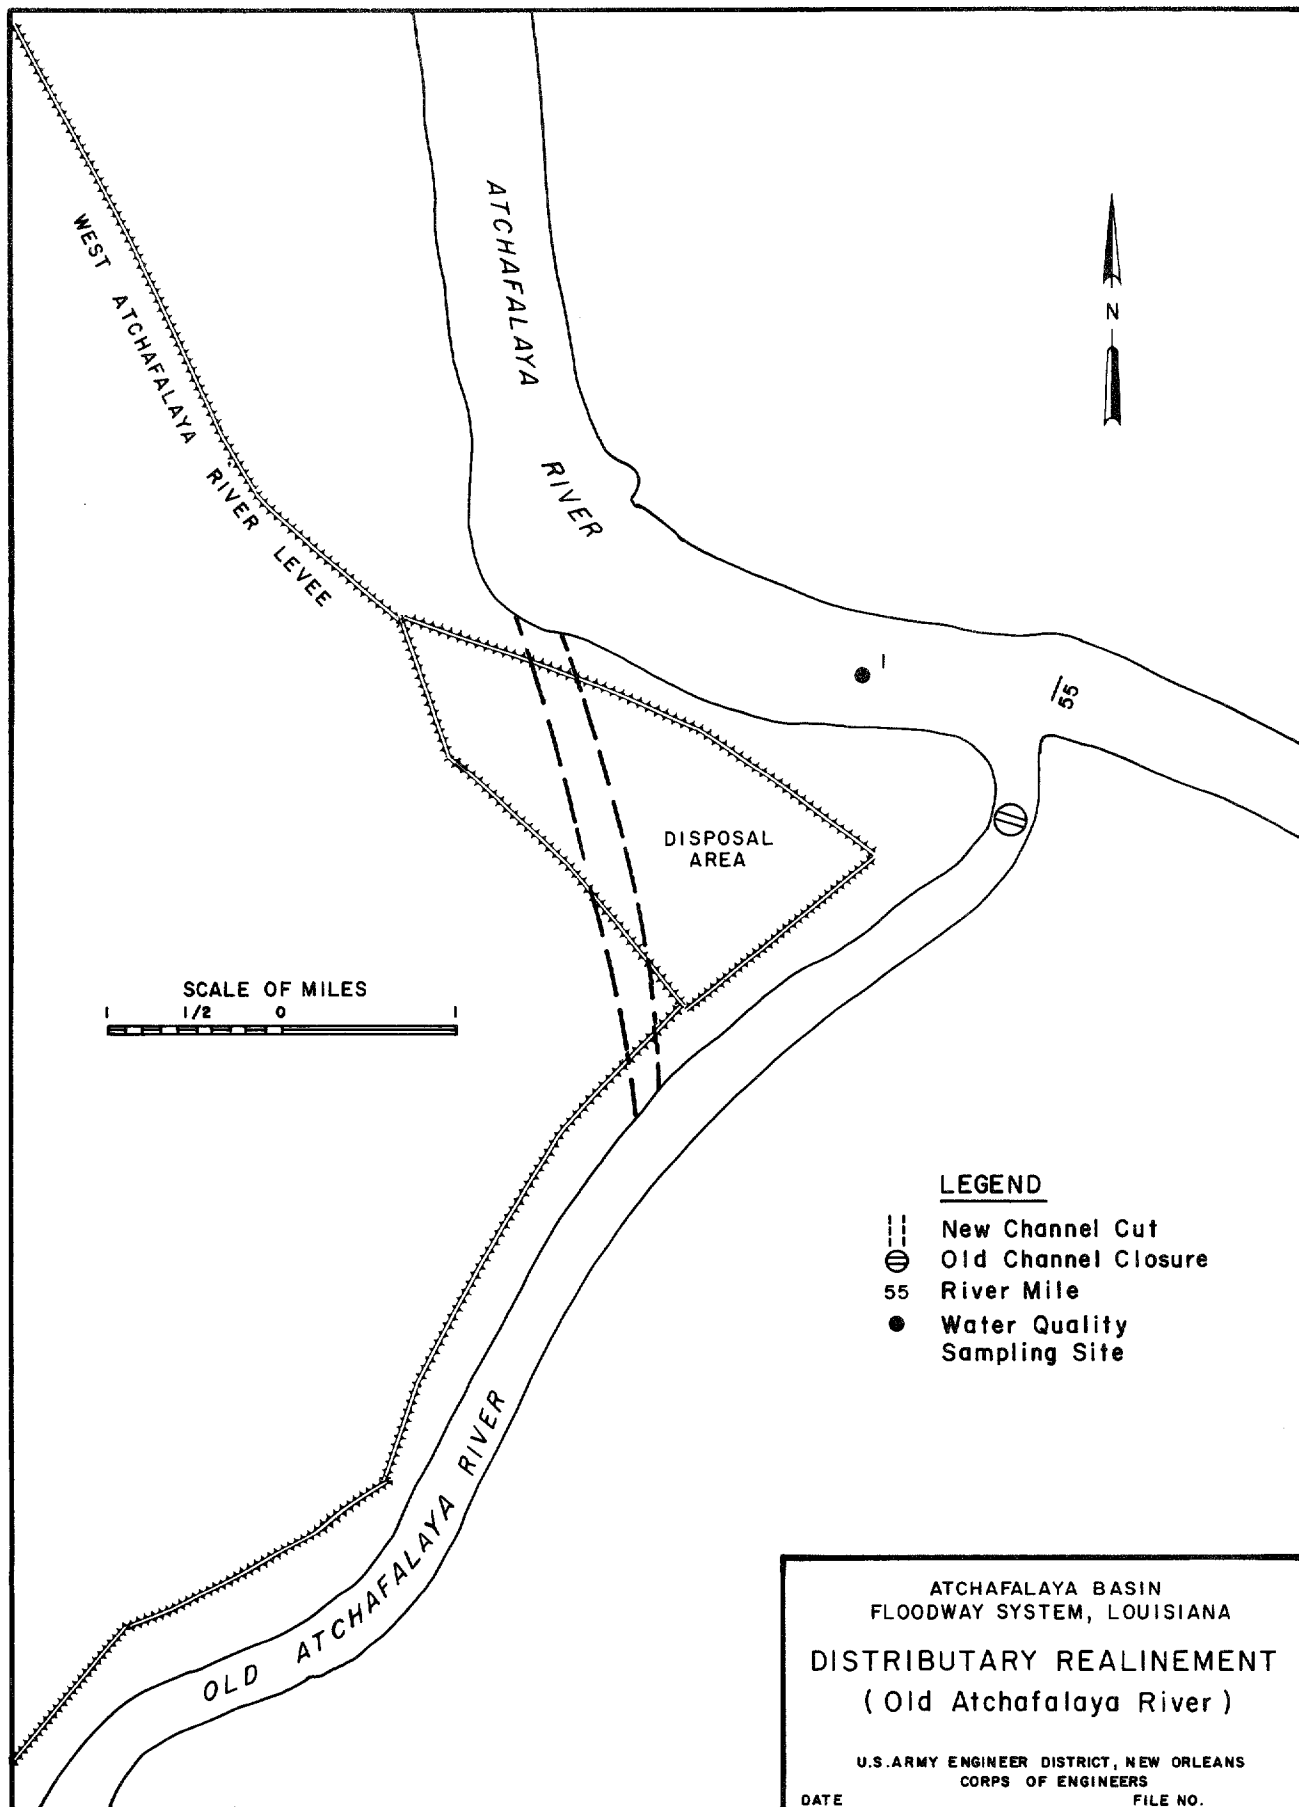 ATCHAFALAYA RIVER
WEST ATCHAFALAYA RIVER LEVEE
N
1
55
DISPOSAL
AREA
SCALE OF MILES
1 1/2 0 1
LEGEND
New Channel Cut
Old Channel Closure
55 River Mile
Water Quality
Sampling Site
OLD ATCHAFALAYA RIVER
ATCHAFALAYA BASIN
FLOODWAY SYSTEM, LOUISIANA
DISTRIBUTARY REALINEMENT
( Old Atchafalaya River )
U.S.ARMY ENGINEER DISTRICT, NEW ORLEANS
CORPS OF ENGINEERS
DATE FILE NO.